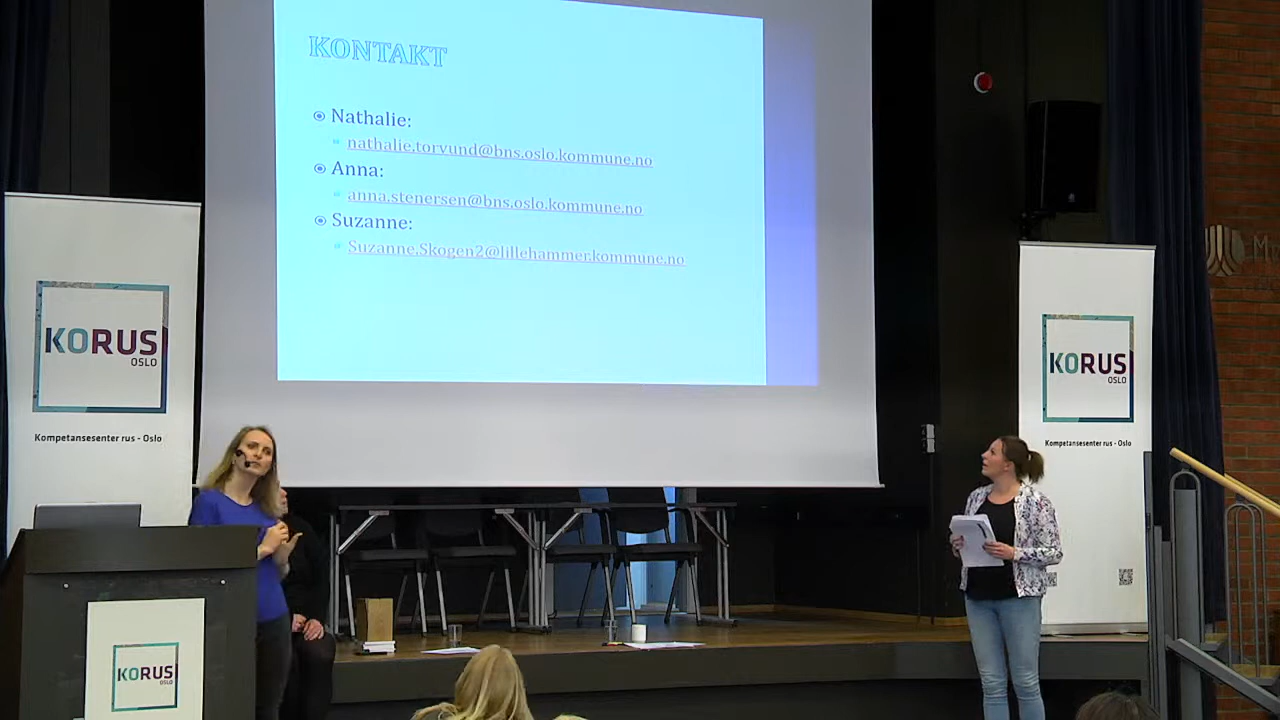 KONTAKT
Nathalie:
nathalie.torvund@bns.oslo.kommune.no
Anna:
anna.stenersen@bns.oslo.kommune.no
Suzanne:
Suzanne.Skogen2@lillehammer.kommune.no
KORUS
OSLO
Kompetansesenter rus - Oslo
KORUS
OSLO
Kompetansesenter rus - Oslo
KORUS
OSLO